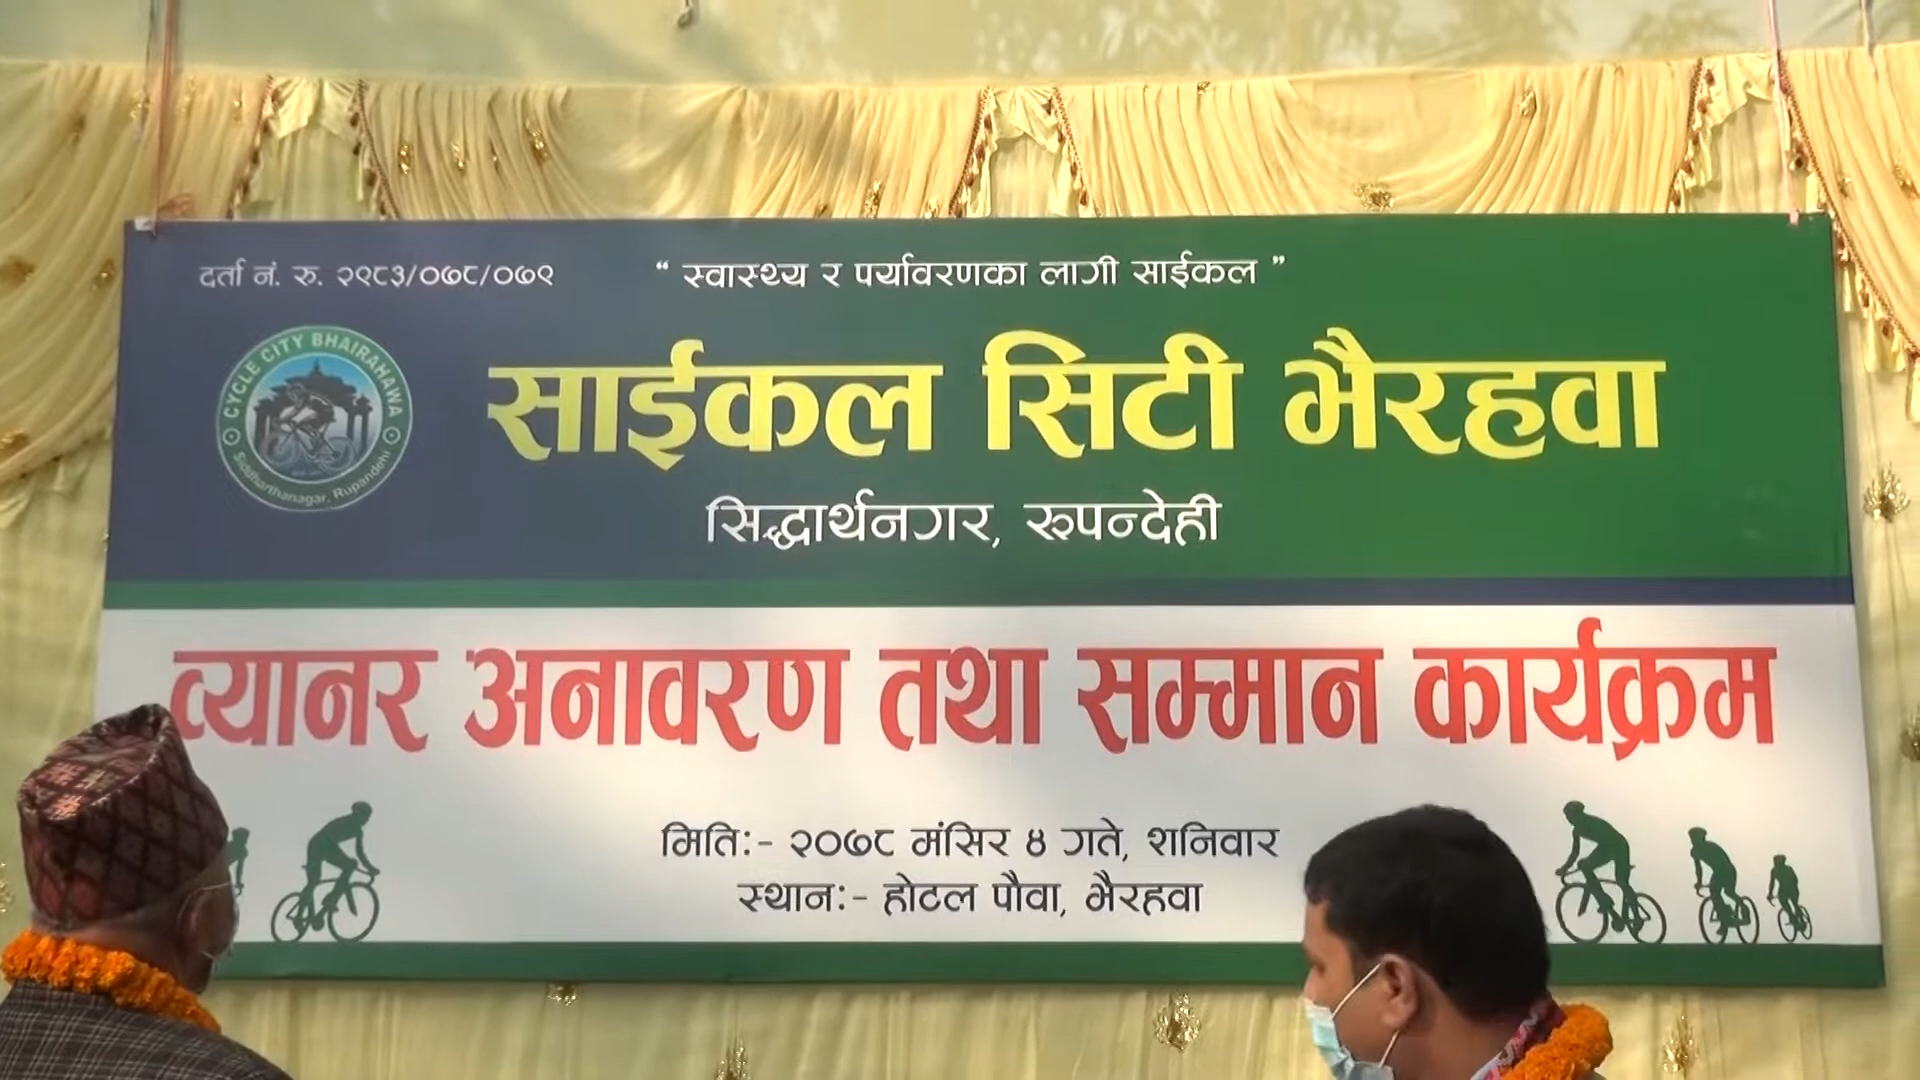 दर्ता नं. रु. २९८३/०७८/०७९
“ स्वास्थ्य र पर्यावरणका लागी साईकल ”
CYCLE CITY BHAIRAHAWA
Siddharthanagar, Rupandehi
साईकल सिटी भैरहवा
सिद्धार्थनगर, रुपन्देही
व्यानर अनावरण तथा सम्मान कार्यक्रम
मितिः- २०७८ मंसिर ४ गते, शनिवार
स्थानः- होटल पौवा, भैरहवा